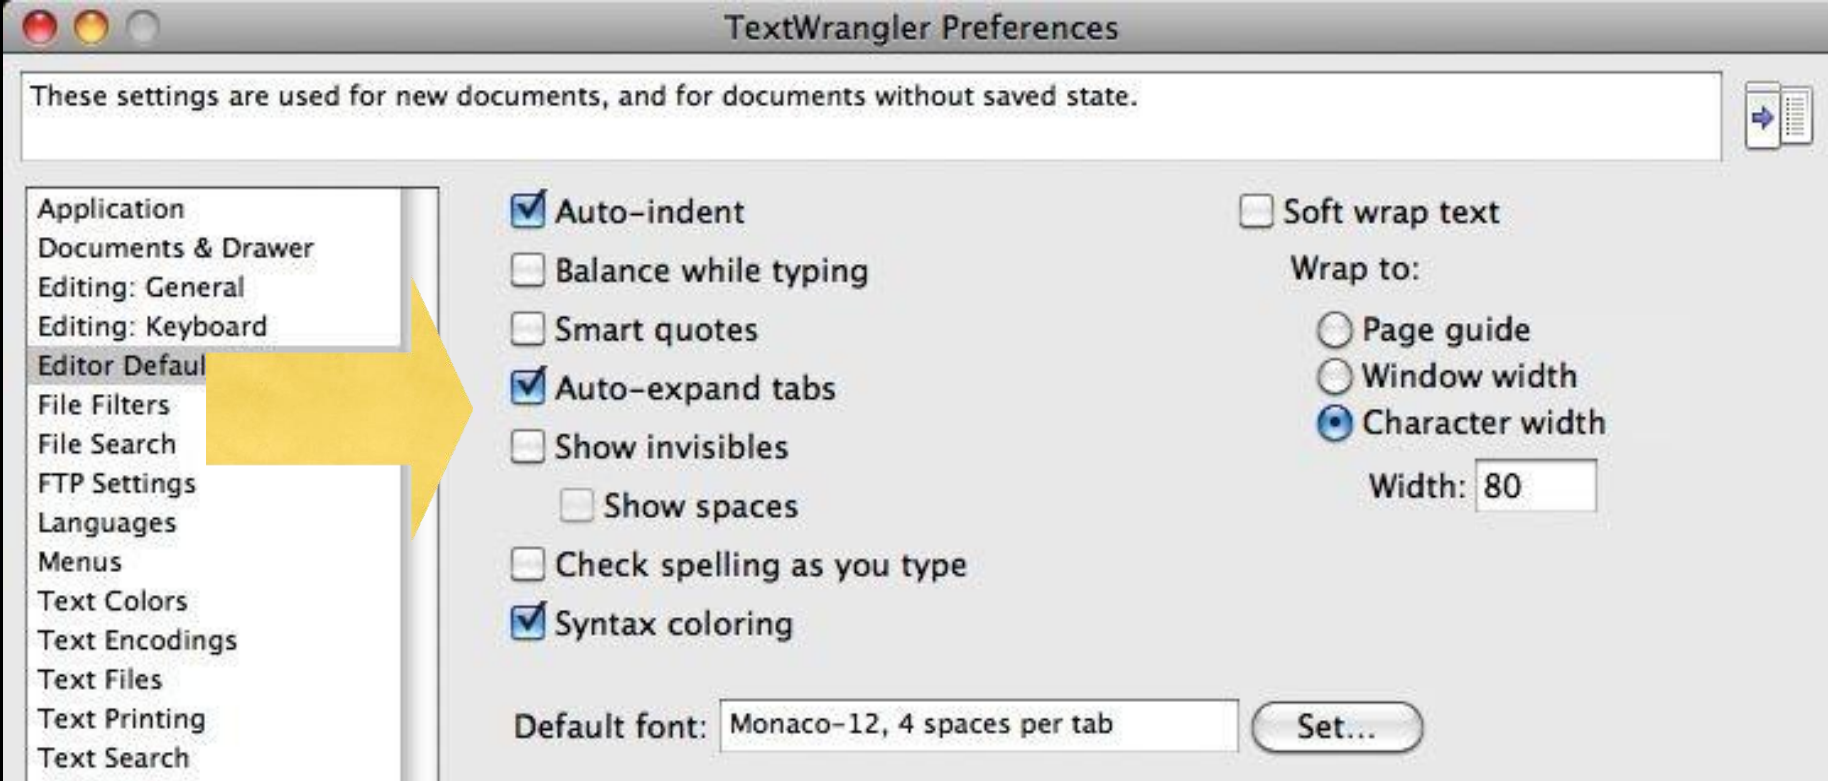 TextWrangler Preferences
These settings are used for new documents, and for documents without saved state.
Application
Documents & Drawer
Editing: General
Editing: Keyboard
Editor Defaul
File Filters
File Search
FTP Settings
Languages
Menus
Text Colors
Text Encodings
Text Files
Text Printing
Text Search
Auto-indent
Balance while typing
Smart quotes
Auto-expand tabs
Show invisibles
Show spaces
Check spelling as you type
Syntax coloring
Default font: Monaco-12, 4 spaces per tab Set...
Soft wrap text
Wrap to:
Page guide
Window width
Character width
Width: 80